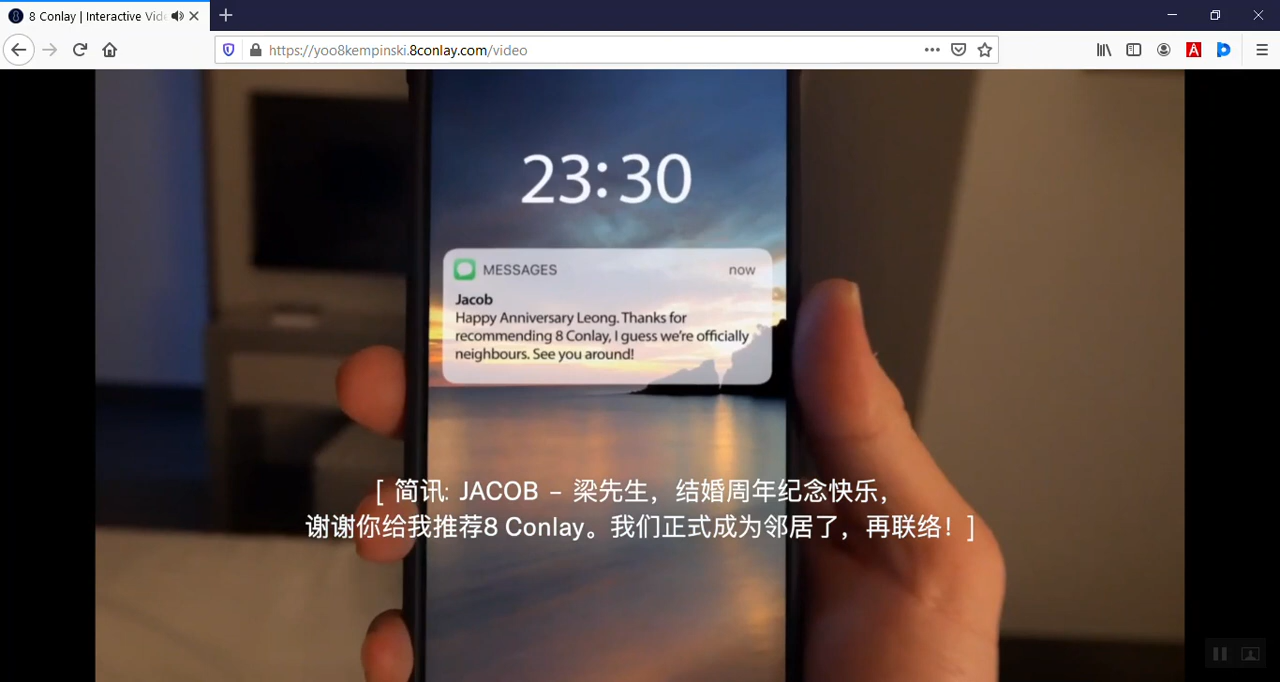 8 Conlay | Interactive Vid
https://yoo8kempinski.8conlay.com/video
23:30
MESSAGES
now
Jacob
Happy Anniversary Leong. Thanks for
recommending 8 Conlay, I guess we're officially
neighbours. See you around!
[ 简讯: JACOB – 梁先生，结婚周年纪念快乐，
谢谢你给我推荐8 Conlay。我们正式成为邻居了，再联络！]